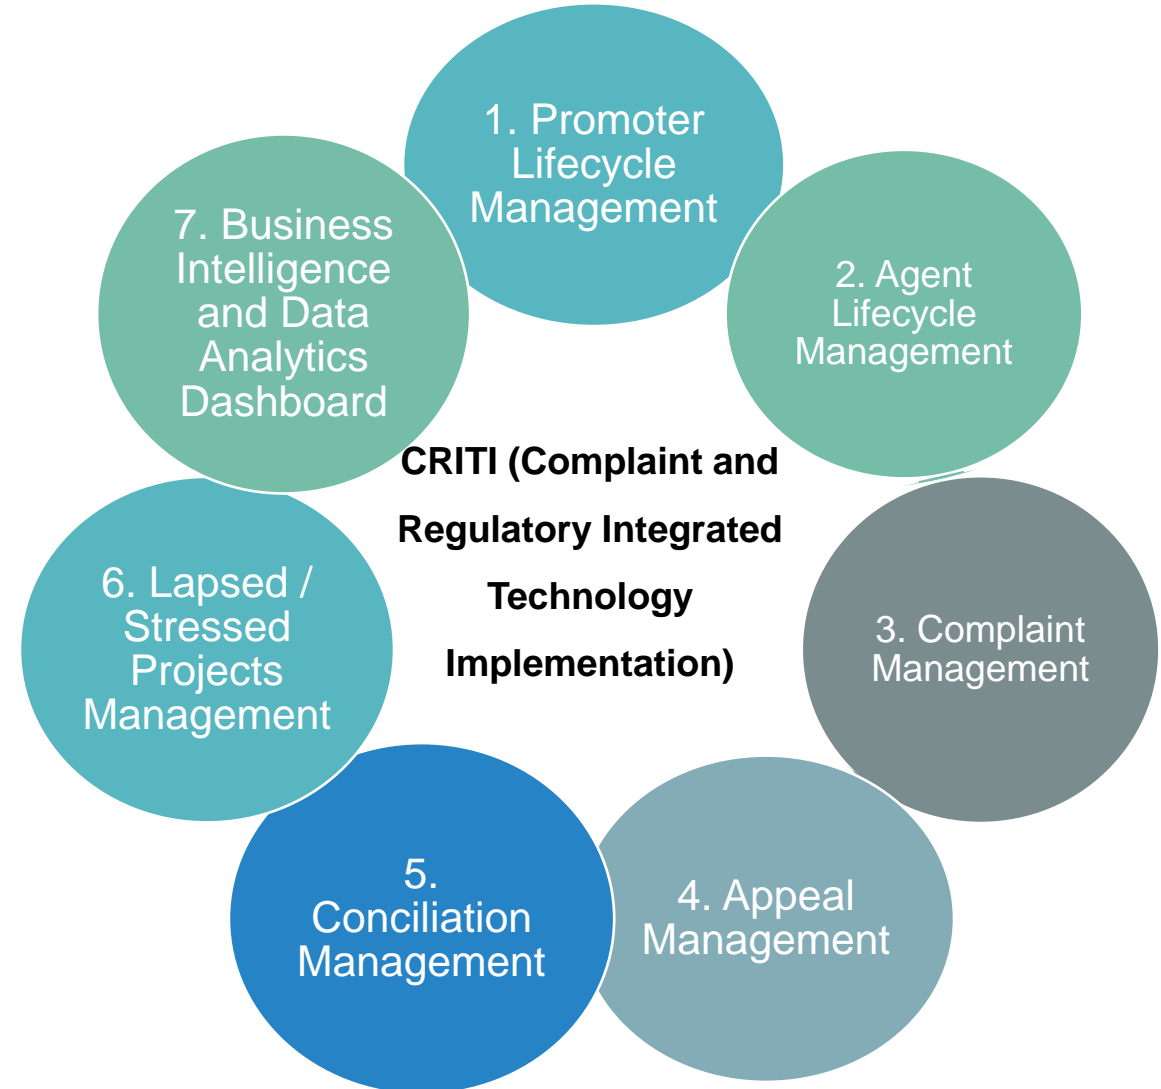 1. Promoter
Lifecycle
Management
2. Agent
Lifecycle
Management
3. Complaint
Management
4. Appeal
Management
5.
Conciliation
Management
6. Lapsed /
Stressed
Projects
Management
7. Business
Intelligence
and Data
Analytics
Dashboard
CRITI (Complaint and
Regulatory Integrated
Technology
Implementation)